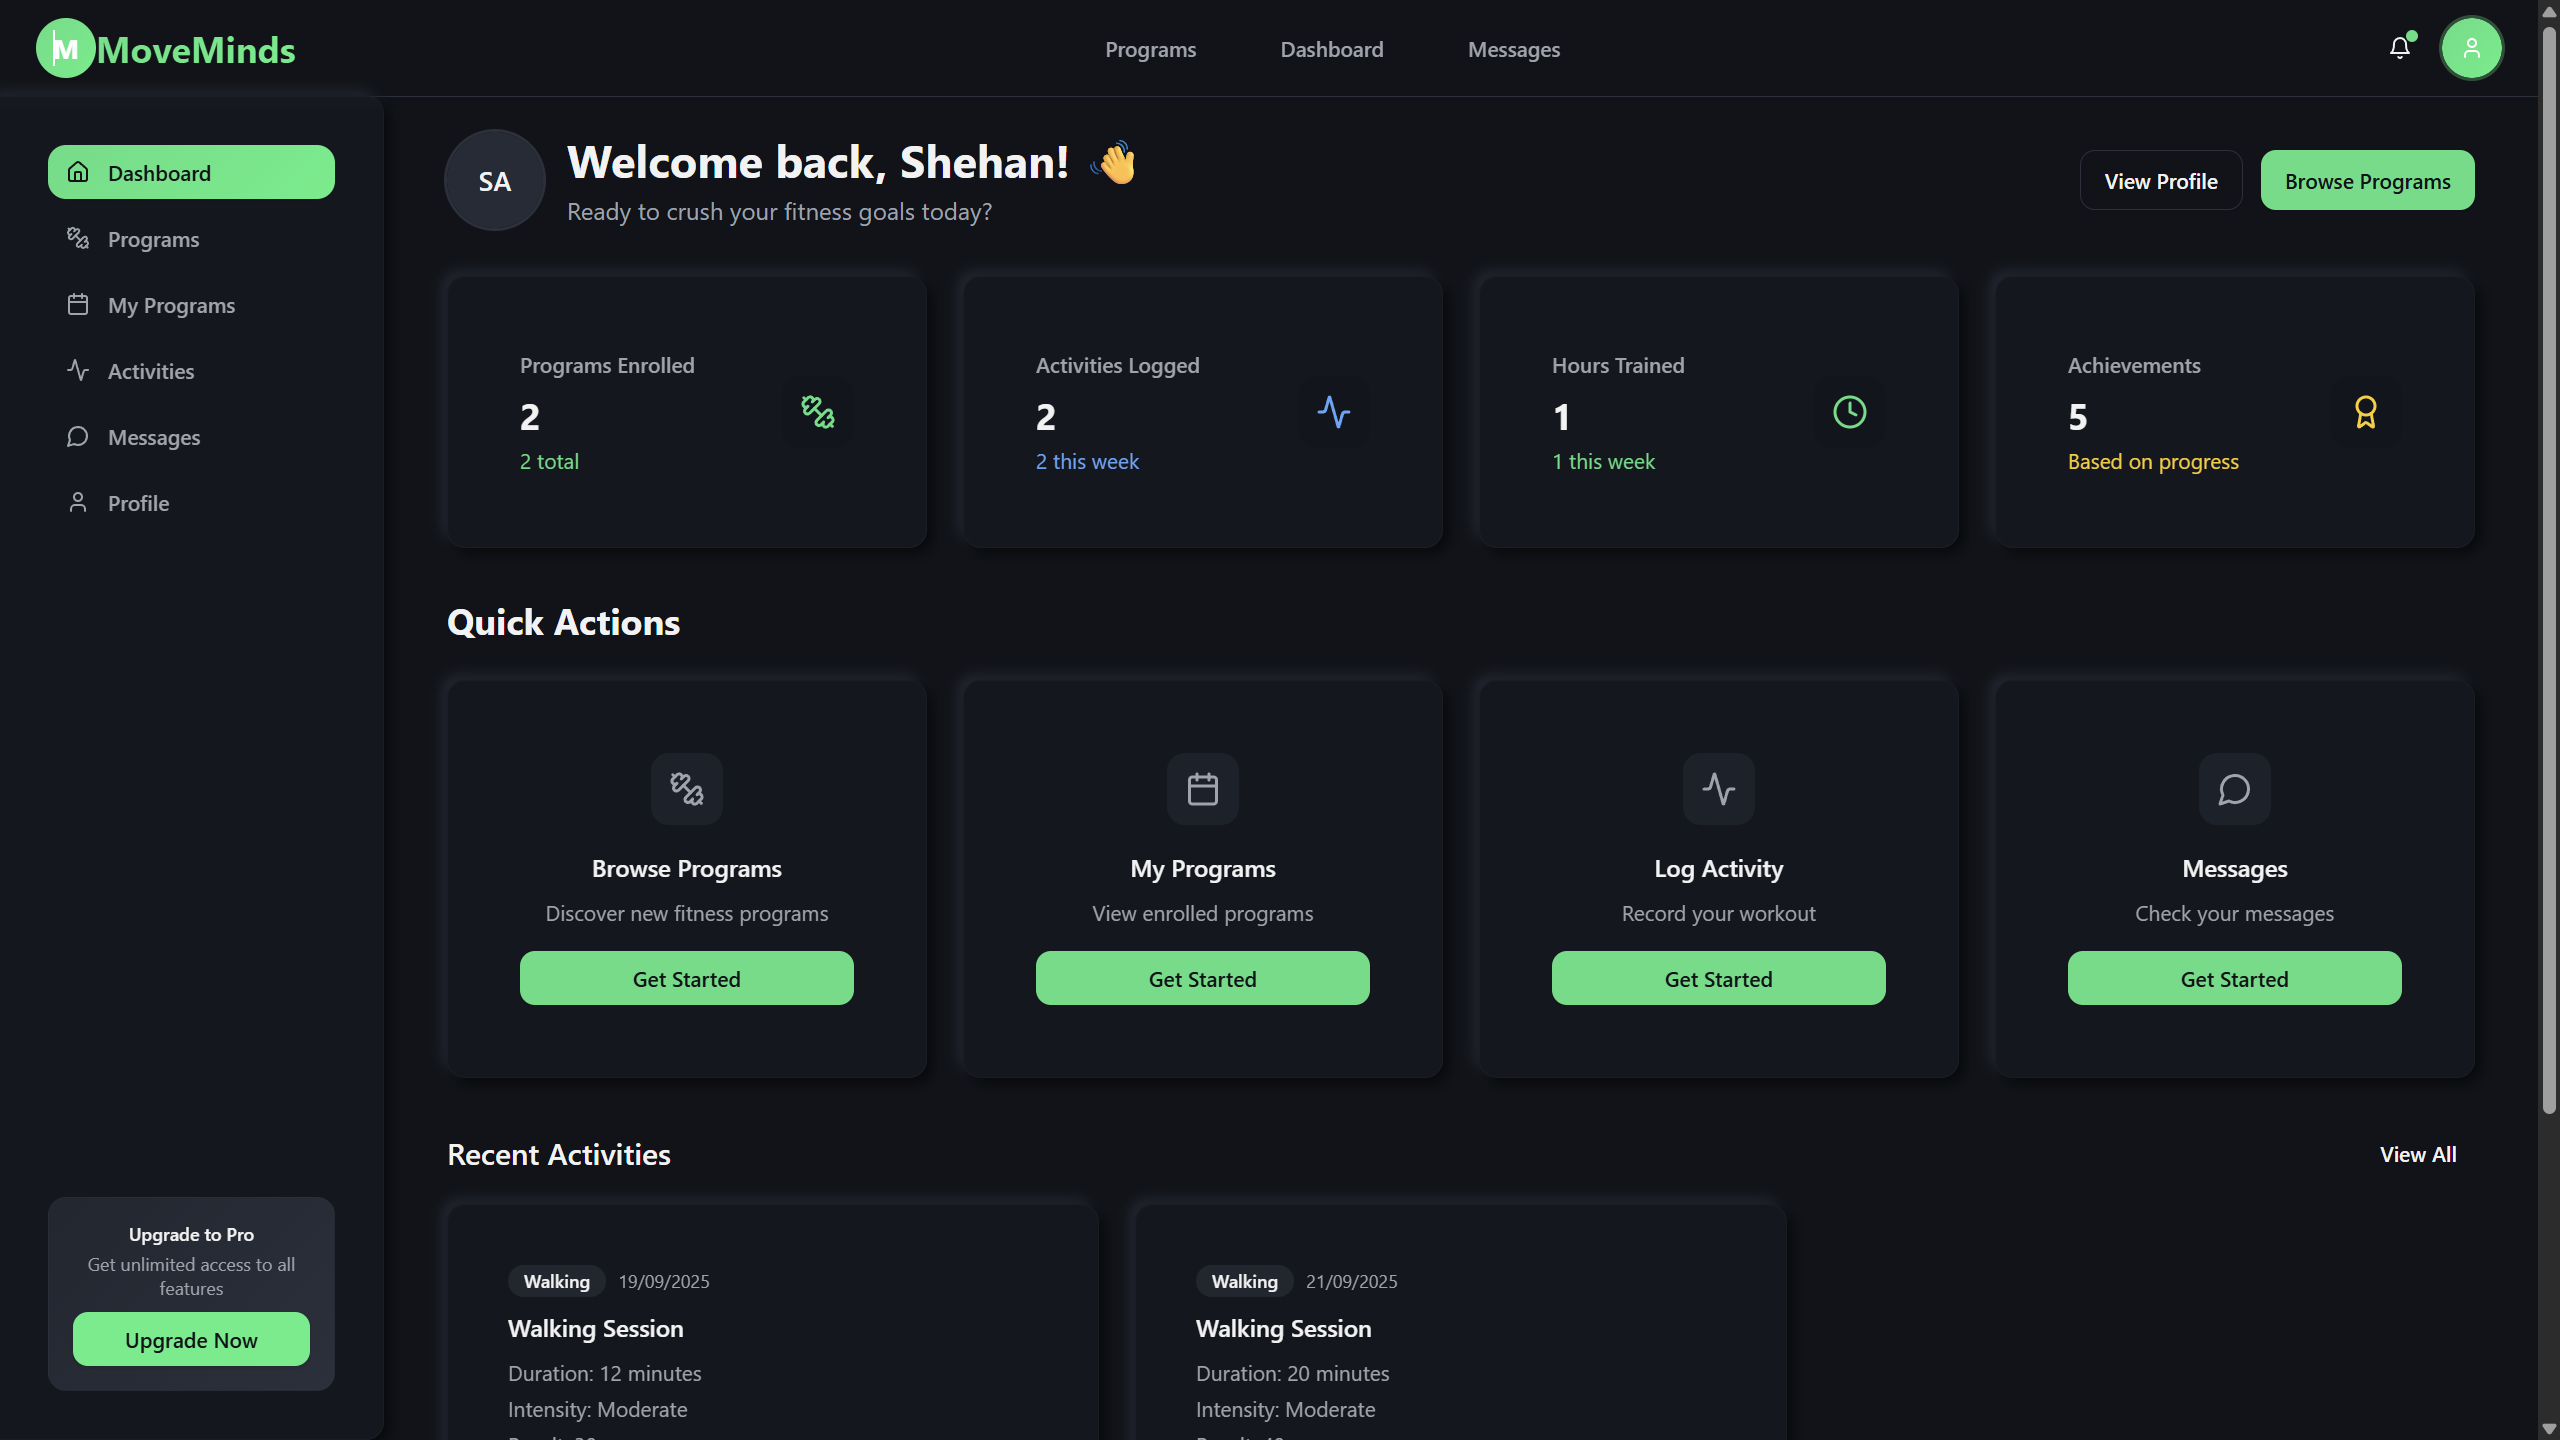 M MoveMinds
Programs
Dashboard
Messages
Dashboard
Programs
My Programs
Activities
Messages
Profile
Upgrade to Pro
Get unlimited access to all
features
Upgrade Now
SA
Welcome back, Shehan! 👋
Ready to crush your fitness goals today?
View Profile
Browse Programs
Programs Enrolled
2
2 total
Activities Logged
2
2 this week
Hours Trained
1
1 this week
Achievements
5
Based on progress
Quick Actions
Browse Programs
Discover new fitness programs
Get Started
My Programs
View enrolled programs
Get Started
Log Activity
Record your workout
Get Started
Messages
Check your messages
Get Started
Recent Activities
View All
Walking 19/09/2025
Walking Session
Duration: 12 minutes
Intensity: Moderate
Walking 21/09/2025
Walking Session
Duration: 20 minutes
Intensity: Moderate